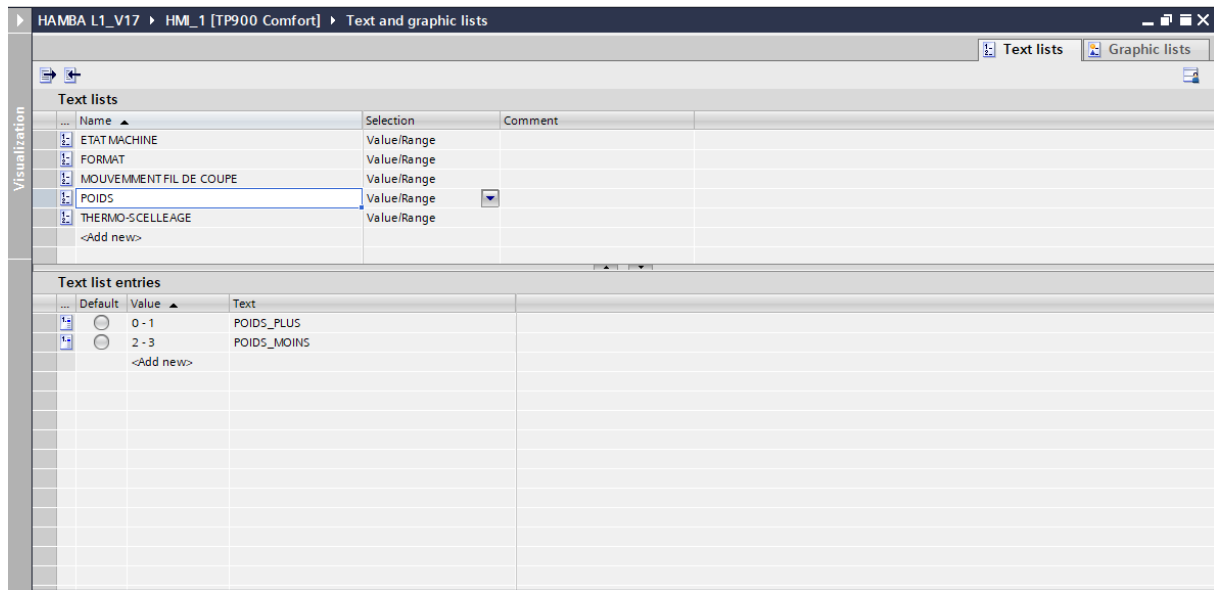 HAMBA L1_V17 ▸ HMI_1 [TP900 Comfort] ▸ Text and graphic lists
Text lists Graphic lists
Visualization
Text lists
... Name Selection Comment
ETAT MACHINE Value/Range
FORMAT Value/Range
MOUVEMMENT FIL DE COUPE Value/Range
POIDS Value/Range
THERMO-SCELLEAGE Value/Range
<Add new>
Text list entries
... Default Value Text
0 - 1 POIDS_PLUS
2 - 3 POIDS_MOINS
<Add new>